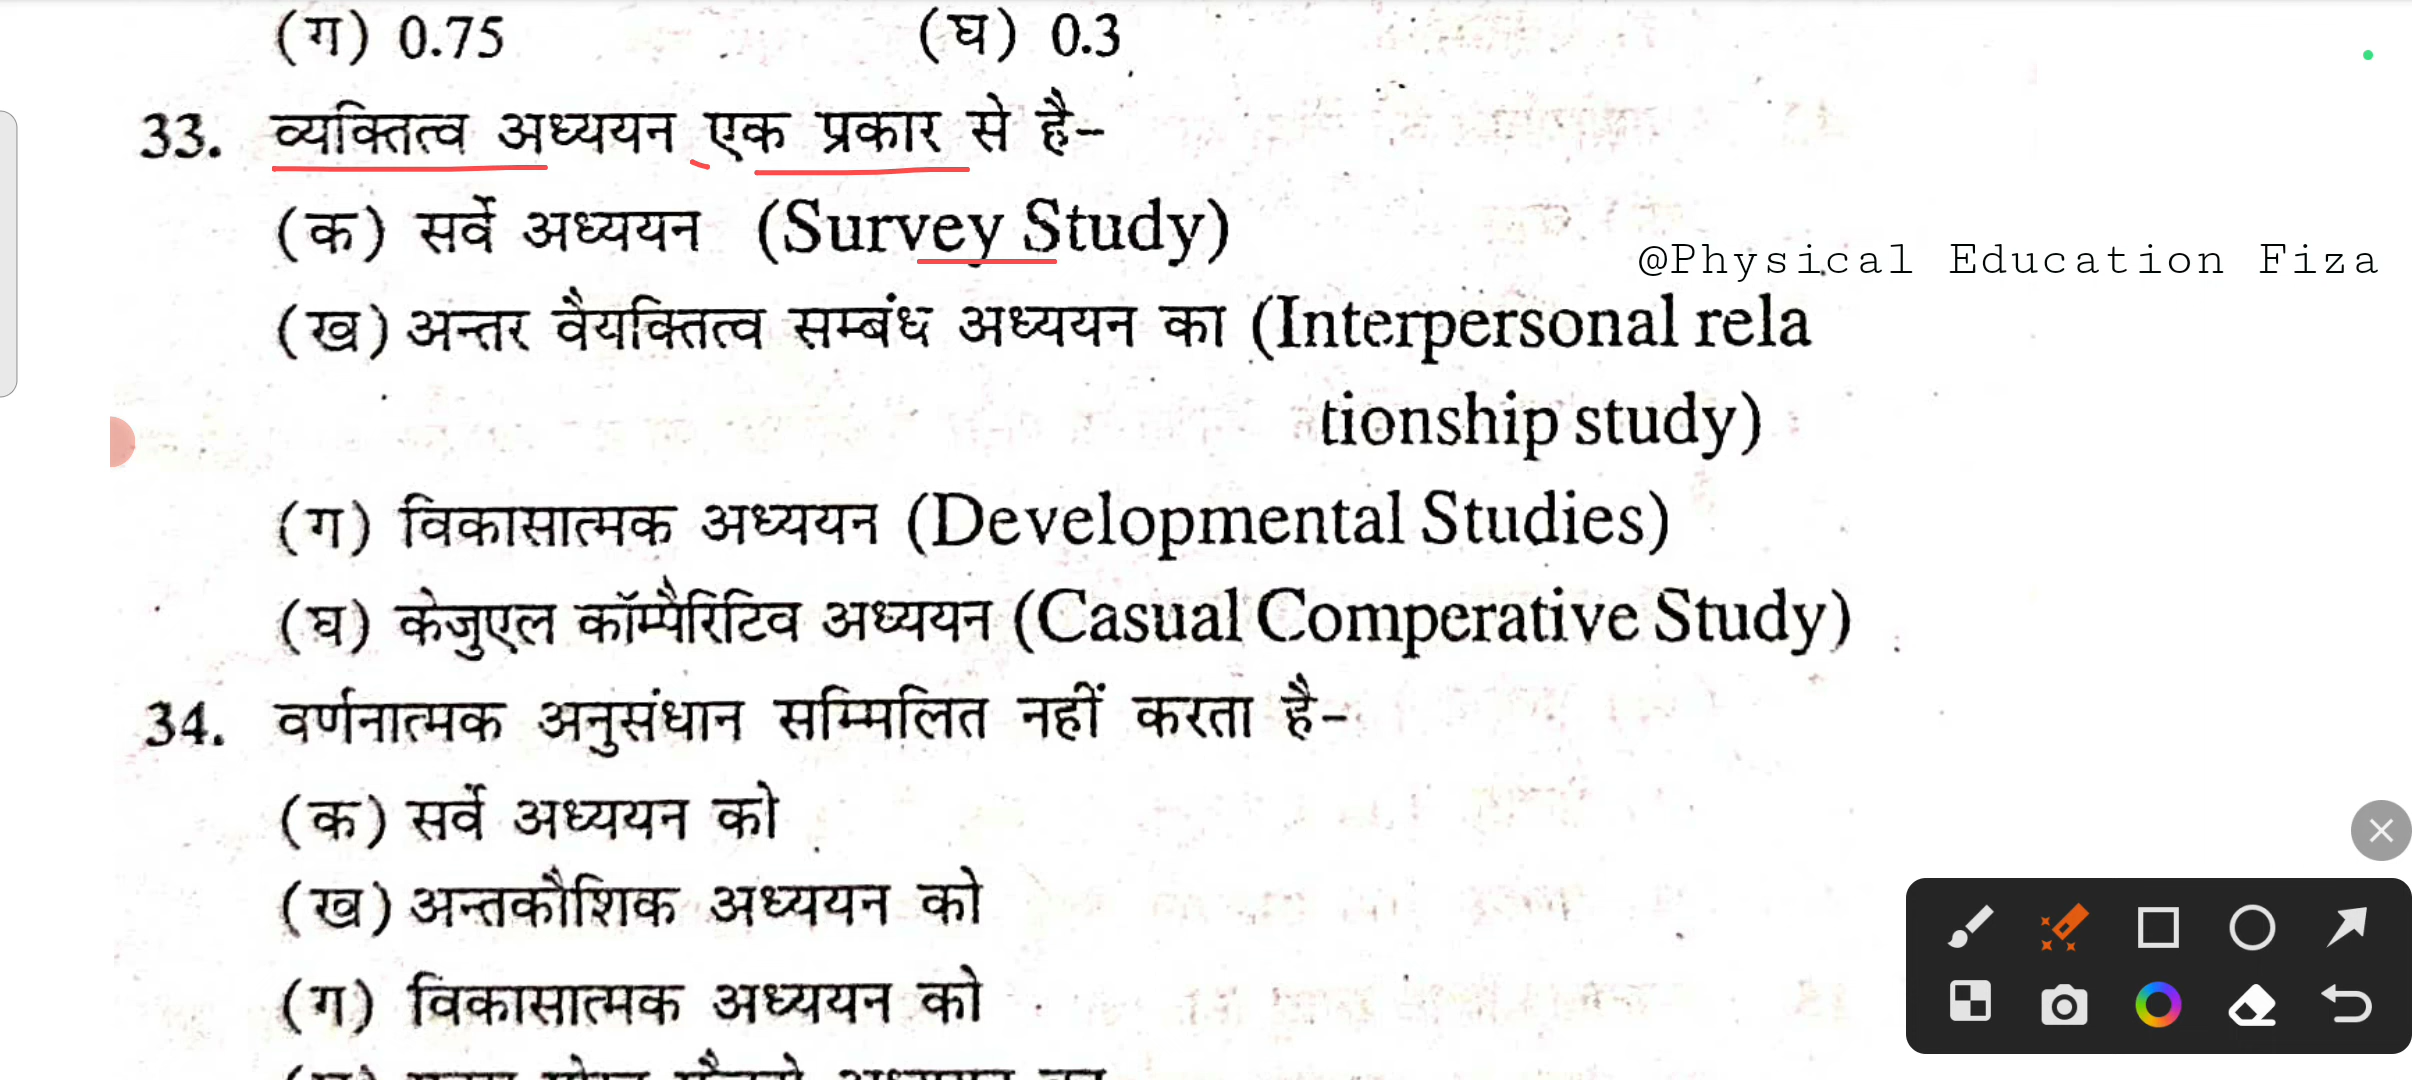 (ग) 0.75 (घ) 0.3
33. व्यक्तित्व अध्ययन एक प्रकार से है-
(क) सर्वे अध्ययन (Survey Study)
@Physical Education Fiza
(ख) अन्तर वैयक्तित्व सम्बंध अध्ययन का (Interpersonal rela
tionship study)
(ग) विकासात्मक अध्ययन (Developmental Studies)
(घ) केजुएल कॉम्पैरिटिव अध्ययन (Casual Comperative Study)
34. वर्णनात्मक अनुसंधान सम्मिलित नहीं करता है-
(क) सर्वे अध्ययन को
(ख) अन्तकौशिक अध्ययन को
(ग) विकासात्मक अध्ययन को